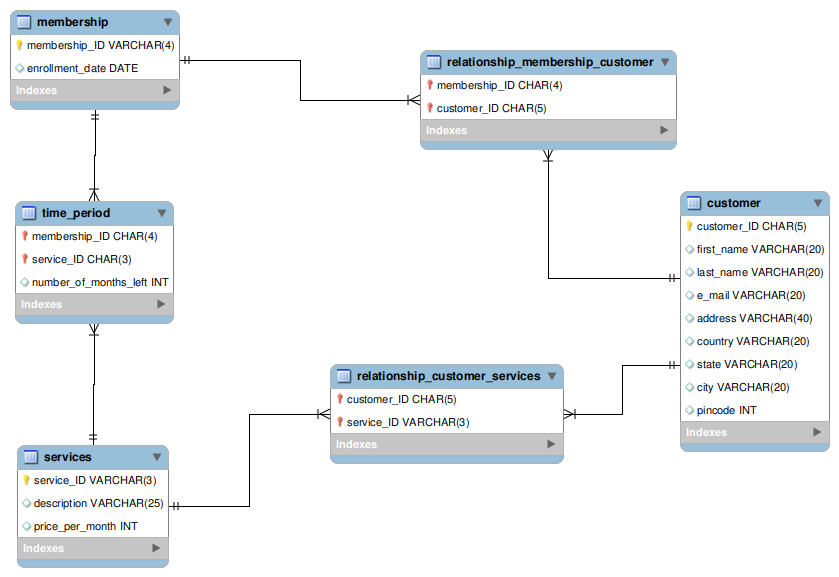 membership
membership_ID VARCHAR(4)
enrollment_date DATE
Indexes
relationship_membership_customer
membership_ID CHAR(4)
customer_ID CHAR(5)
Indexes
time_period
membership_ID CHAR(4)
service_ID CHAR(3)
number_of_months_left INT
Indexes
customer
customer_ID CHAR(5)
first_name VARCHAR(20)
last_name VARCHAR(20)
e_mail VARCHAR(20)
address VARCHAR(40)
country VARCHAR(20)
state VARCHAR(20)
city VARCHAR(20)
pincode INT
Indexes
relationship_customer_services
customer_ID CHAR(5)
service_ID VARCHAR(3)
Indexes
services
service_ID VARCHAR(3)
description VARCHAR(25)
price_per_month INT
Indexes